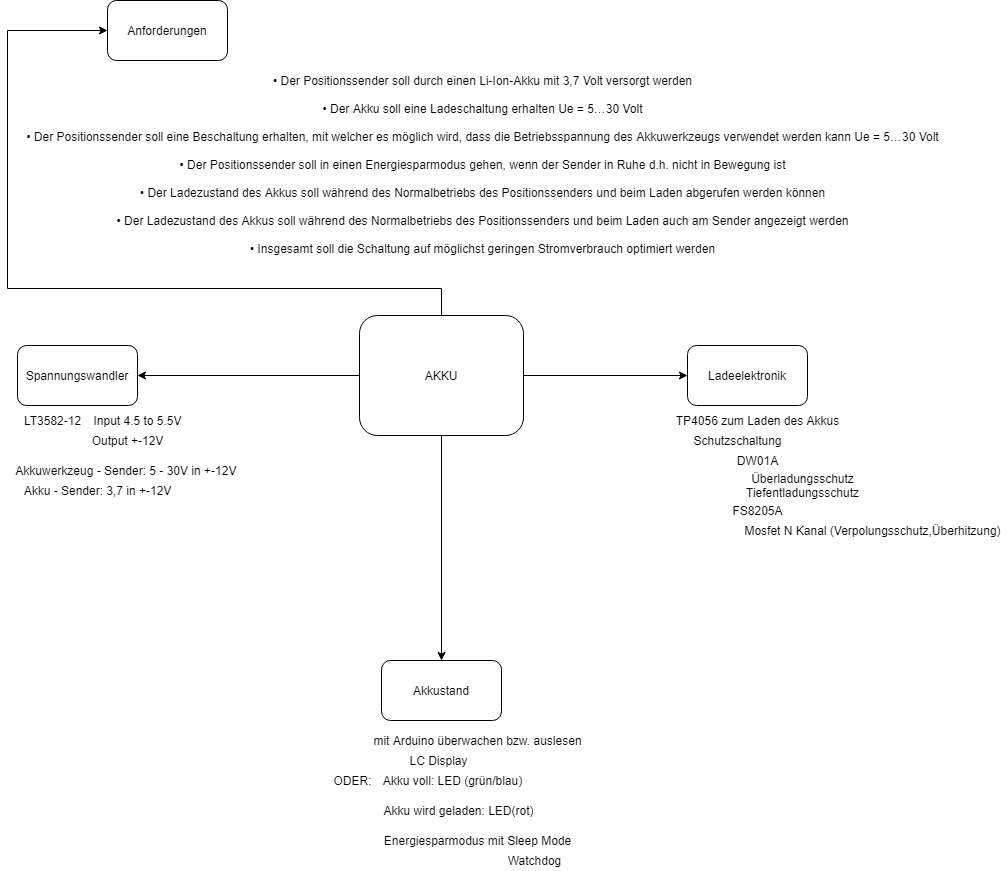 Anforderungen
• Der Positionssender soll durch einen Li-Ion-Akku mit 3,7 Volt versorgt werden
• Der Akku soll eine Ladeschaltung erhalten Ue = 5…30 Volt
• Der Positionssender soll eine Beschaltung erhalten, mit welcher es möglich wird, dass die Betriebsspannung des Akkuwerkzeugs verwendet werden kann Ue = 5…30 Volt
• Der Positionssender soll in einen Energiesparmodus gehen, wenn der Sender in Ruhe d.h. nicht in Bewegung ist
• Der Ladezustand des Akkus soll während des Normalbetriebs des Positionssenders und beim Laden abgerufen werden können
• Der Ladezustand des Akkus soll während des Normalbetriebs des Positionssenders und beim Laden auch am Sender angezeigt werden
• Insgesamt soll die Schaltung auf möglichst geringen Stromverbrauch optimiert werden
AKKU
Spannungswandler
LT3582-12 Input 4.5 to 5.5V
Output +-12V
Akkuwerkzeug - Sender: 5 - 30V in +-12V
Akku - Sender: 3,7 in +-12V
Ladeelektronik
TP4056 zum Laden des Akkus
Schutzschaltung
DW01A
Überladungsschutz
Tiefentladungsschutz
FS8205A
Mosfet N Kanal (Verpolungsschutz,Überhitzung)
Akkustand
mit Arduino überwachen bzw. auslesen
LC Display
ODER: Akku voll: LED (grün/blau)
Akku wird geladen: LED(rot)
Energiesparmodus mit Sleep Mode
Watchdog